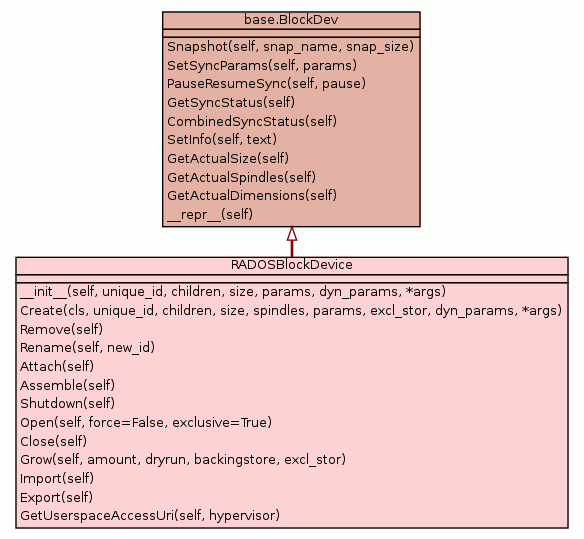 base.BlockDev
Snapshot(self, snap_name, snap_size)
SetSyncParams(self, params)
PauseResumeSync(self, pause)
GetSyncStatus(self)
CombinedSyncStatus(self)
SetInfo(self, text)
GetActualSize(self)
GetActualSpindles(self)
GetActualDimensions(self)
__repr__(self)
RADOSBlockDevice
__init__(self, unique_id, children, size, params, dyn_params, *args)
Create(cls, unique_id, children, size, spindles, params, excl_stor, dyn_params, *args)
Remove(self)
Rename(self, new_id)
Attach(self)
Assemble(self)
Shutdown(self)
Open(self, force=False, exclusive=True)
Close(self)
Grow(self, amount, dryrun, backingstore, excl_stor)
Import(self)
Export(self)
GetUserspaceAccessUri(self, hypervisor)